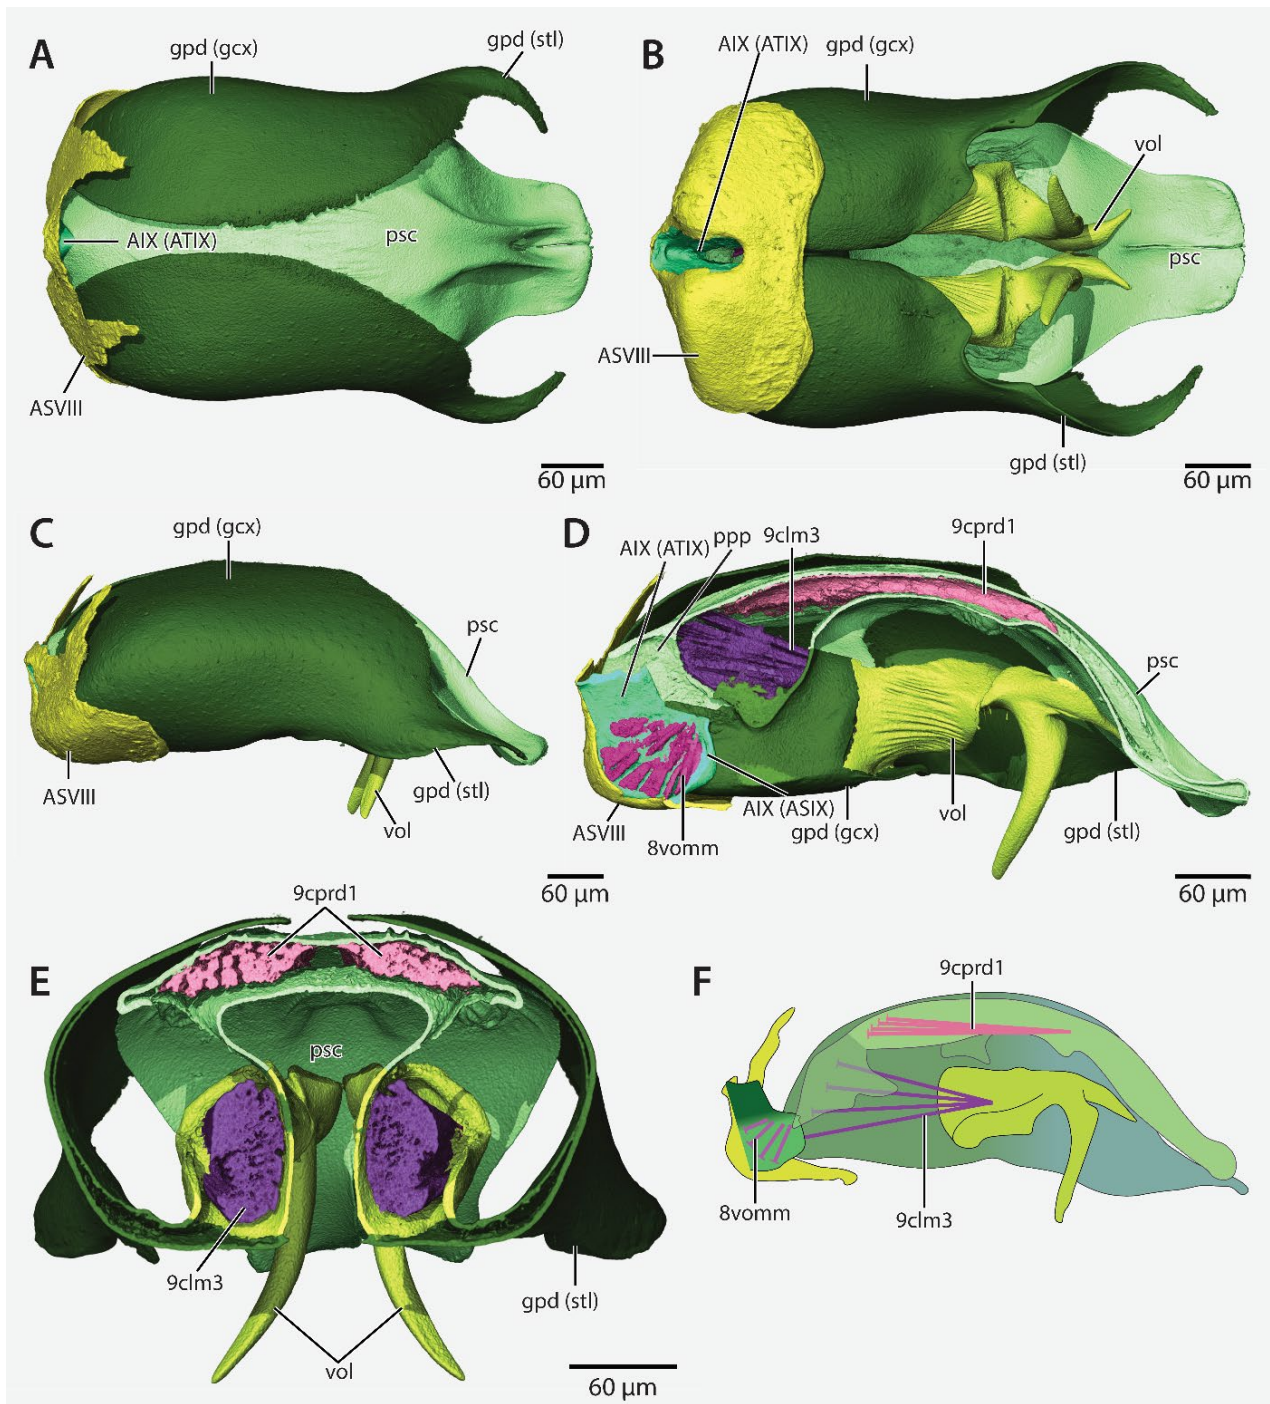 A
gpd (gcx)
gpd (stl)
AIX (ATIX)
psc
ASVIII
60 µm
B
AIX (ATIX)
gpd (gcx)
vol
psc
ASVIII
gpd (stl)
60 µm
C
gpd (gcx)
psc
ASVIII
gpd (stl)
vol
60 µm
D
AIX (ATIX)
ppp
9clm3
9cprd1
psc
ASVIII
8vomm
AIX (ASIX)
gpd (gcx)
vol
gpd (stl)
60 µm
E
9cprd1
psc
9clm3
gpd (stl)
vol
60 µm
F
9cprd1
8vomm
9clm3